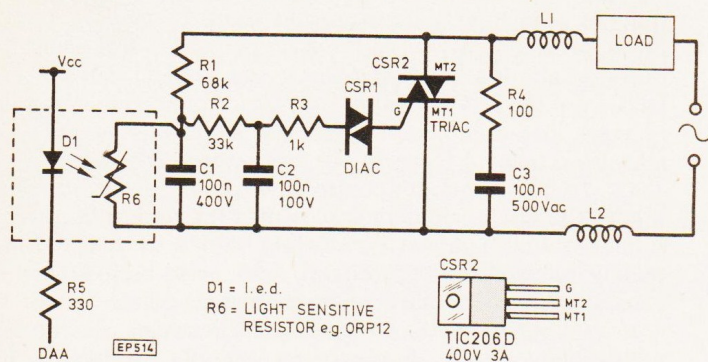 Vcc
D1
R6
R5
330
DAA
EP514
R1
68k
R2
33k
R3
1k
C1
100n
400V
C2
100n
100V
CSR1
DIAC
CSR2
MT2
G
MT1
TRIAC
R4
100
C3
100n
500Vac
L1
LOAD
L2
D1 = l.e.d.
R6 = LIGHT SENSITIVE
RESISTOR e.g. ORP12
CSR2
G
MT2
MT1
TIC206D
400V 3A